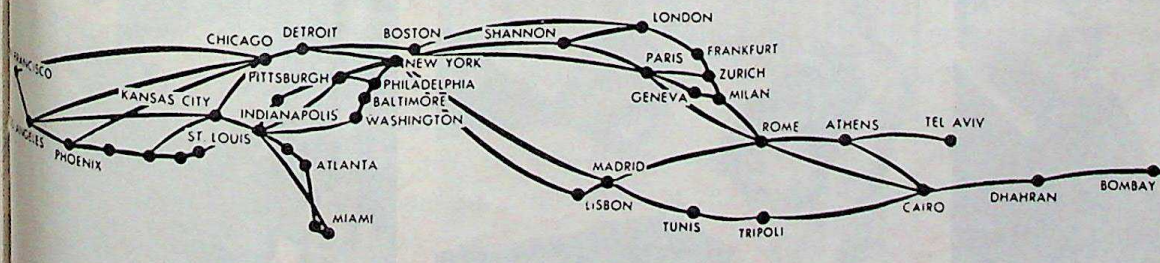 FRANCISCO
ANGELES
PHOENIX
KANSAS CITY
CHICAGO
DETROIT
PITTSBURGH
INDIANAPOLIS
ST. LOUIS
BOSTON
NEW YORK
PHILADELPHIA
BALTIMORE
WASHINGTON
ATLANTA
MIAMI
SHANNON
LONDON
PARIS
FRANKFURT
ZURICH
GENEVA
MILAN
MADRID
LISBON
TUNIS
TRIPOLI
ROME
ATHENS
TEL AVIV
CAIRO
DHAHRAN
BOMBAY